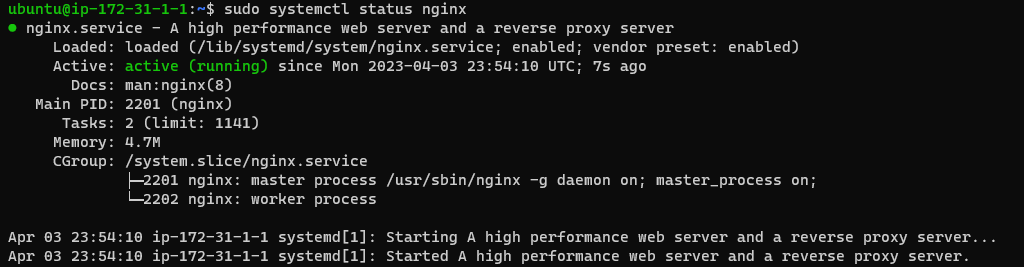 ubuntu@ip-172-31-1-1:~$ sudo systemctl status nginx
● nginx.service - A high performance web server and a reverse proxy server
     Loaded: loaded (/lib/systemd/system/nginx.service; enabled; vendor preset: enabled)
     Active: active (running) since Mon 2023-04-03 23:54:10 UTC; 7s ago
       Docs: man:nginx(8)
   Main PID: 2201 (nginx)
      Tasks: 2 (limit: 1141)
     Memory: 4.7M
     CGroup: /system.slice/nginx.service
             ├─2201 nginx: master process /usr/sbin/nginx -g daemon on; master_process on;
             └─2202 nginx: worker process

Apr 03 23:54:10 ip-172-31-1-1 systemd[1]: Starting A high performance web server and a reverse proxy server...
Apr 03 23:54:10 ip-172-31-1-1 systemd[1]: Started A high performance web server and a reverse proxy server.